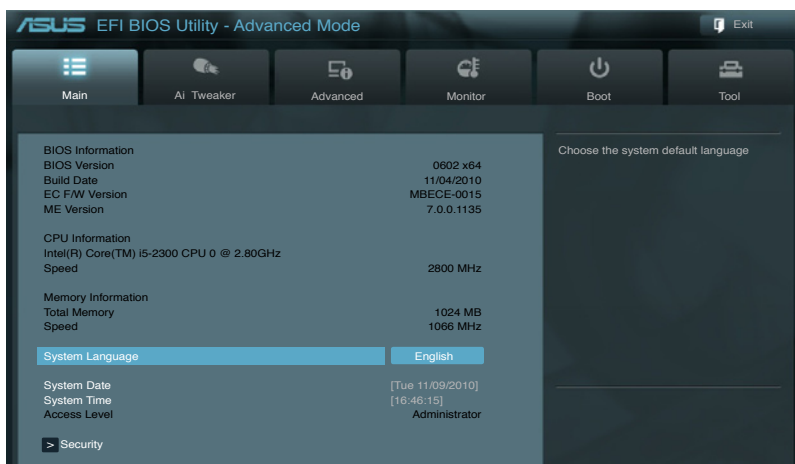 ASUS EFI BIOS Utility - Advanced Mode
Exit
Main Ai Tweaker Advanced Monitor Boot Tool
Choose the system default language
BIOS Information
BIOS Version 0602 x64
Build Date 11/04/2010
EC F/W Version MBECE-0015
ME Version 7.0.0.1135
CPU Information
Intel(R) Core(TM) i5-2300 CPU 0 @ 2.80GHz
Speed 2800 MHz
Memory Information
Total Memory 1024 MB
Speed 1066 MHz
System Language English
System Date [Tue 11/09/2010]
System Time [16:46:15]
Access Level Administrator
> Security